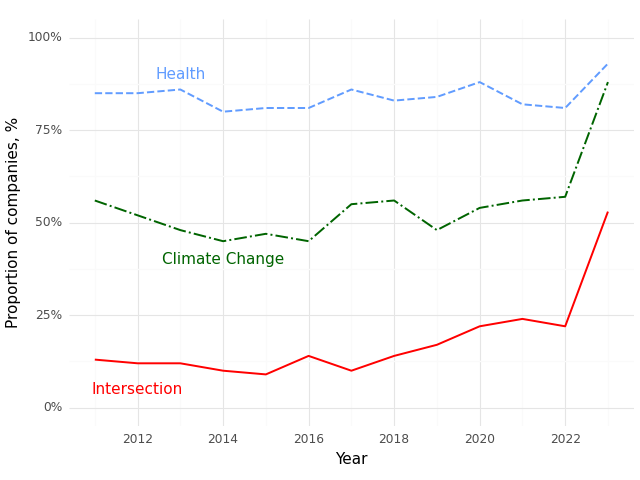 100%
75%
50%
25%
0%
Proportion of companies, %
Health
Climate Change
Intersection
2012 2014 2016 2018 2020 2022
Year